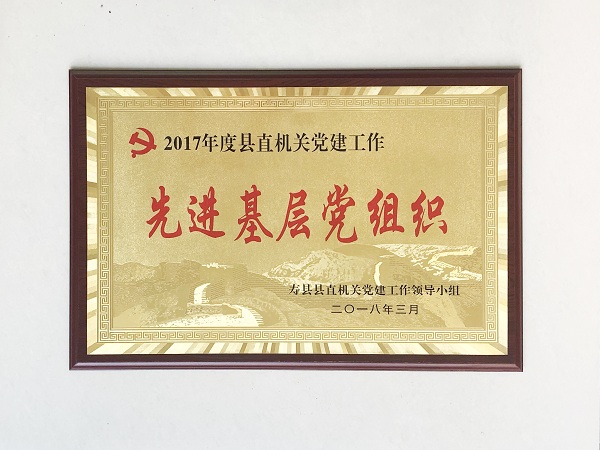 2017年度县直机关党建工作
先进基层党组织
寿县县直机关党建工作领导小组
二〇一八年三月